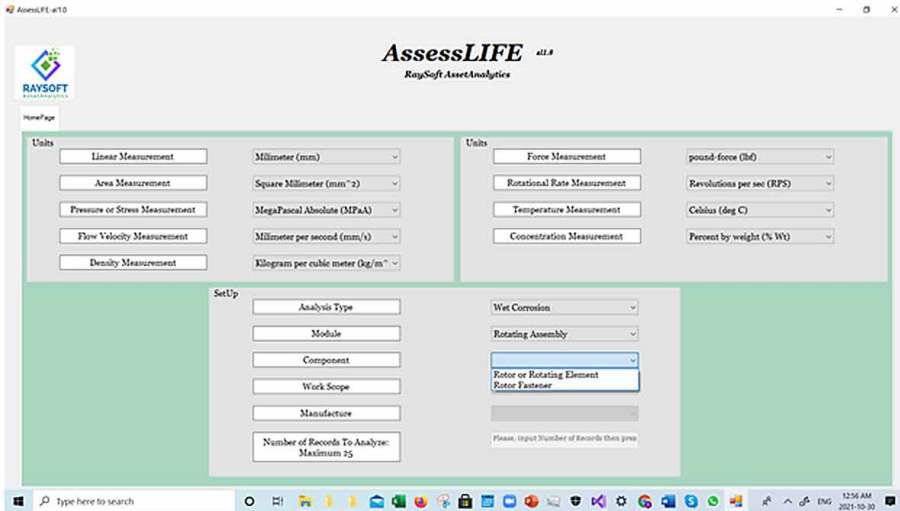 AssessLIFE-al1.0
AssessLIFE al1.0
RaySoft AssetAnalytics
RAYSOFT
AssetAnalytics
HomePage
Units
Linear Measurement Milimeter (mm)
Area Measurement Square Milimeter (mm^2)
Pressure or Stress Measurement MegaPascal Absolute (MPaA)
Flow Velocity Measurement Milimeter per second (mm/s)
Density Measurement Kilogram per cubic meter (kg/m^
Units
Force Measurement pound-force (lbf)
Rotational Rate Measurement Revolutions per sec (RPS)
Temperature Measurement Celsius (deg C)
Concentration Measurement Percent by weight (% Wt)
SetUp
Analysis Type Wet Corrosion
Module Rotating Assembly
Component
Rotor or Rotating Element
Rotor Fastener
Work Scope
Manufacture
Number of Records To Analyze:
Maximum 25
Please, input Number of Records then pres
Type here to search
ENG
12:56 AM
2021-10-30